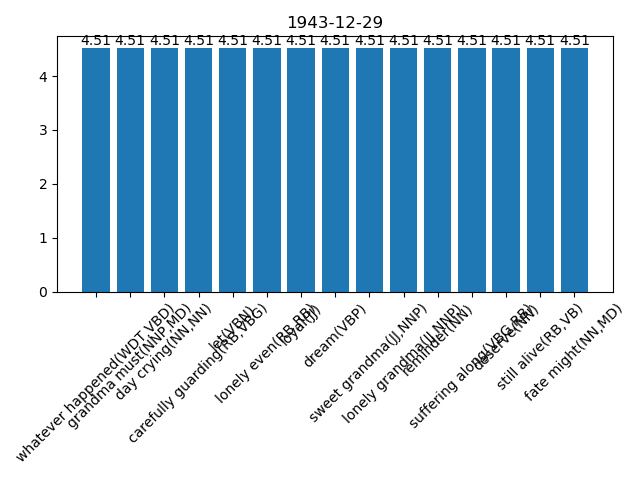 1943-12-29
4.51 4.51 4.51 4.51 4.51 4.51 4.51 4.51 4.51 4.51 4.51 4.51 4.51 4.51 4.51
4
3
2
1
0
whatever happened(WDT,VBD)
grandma must(NNP,MD)
day crying(NN,NN)
carefully guarding(RB,VBG)
lonely even(RB,RB)
loyal(JJ)
dream(VBP)
sweet grandma(JJ,NNP)
lonely grandma(JJ,NNP)
reminder(NN)
suffering along(VBG,RB)
deserve(NN)
still alive(RB,VB)
fate might(NN,MD)